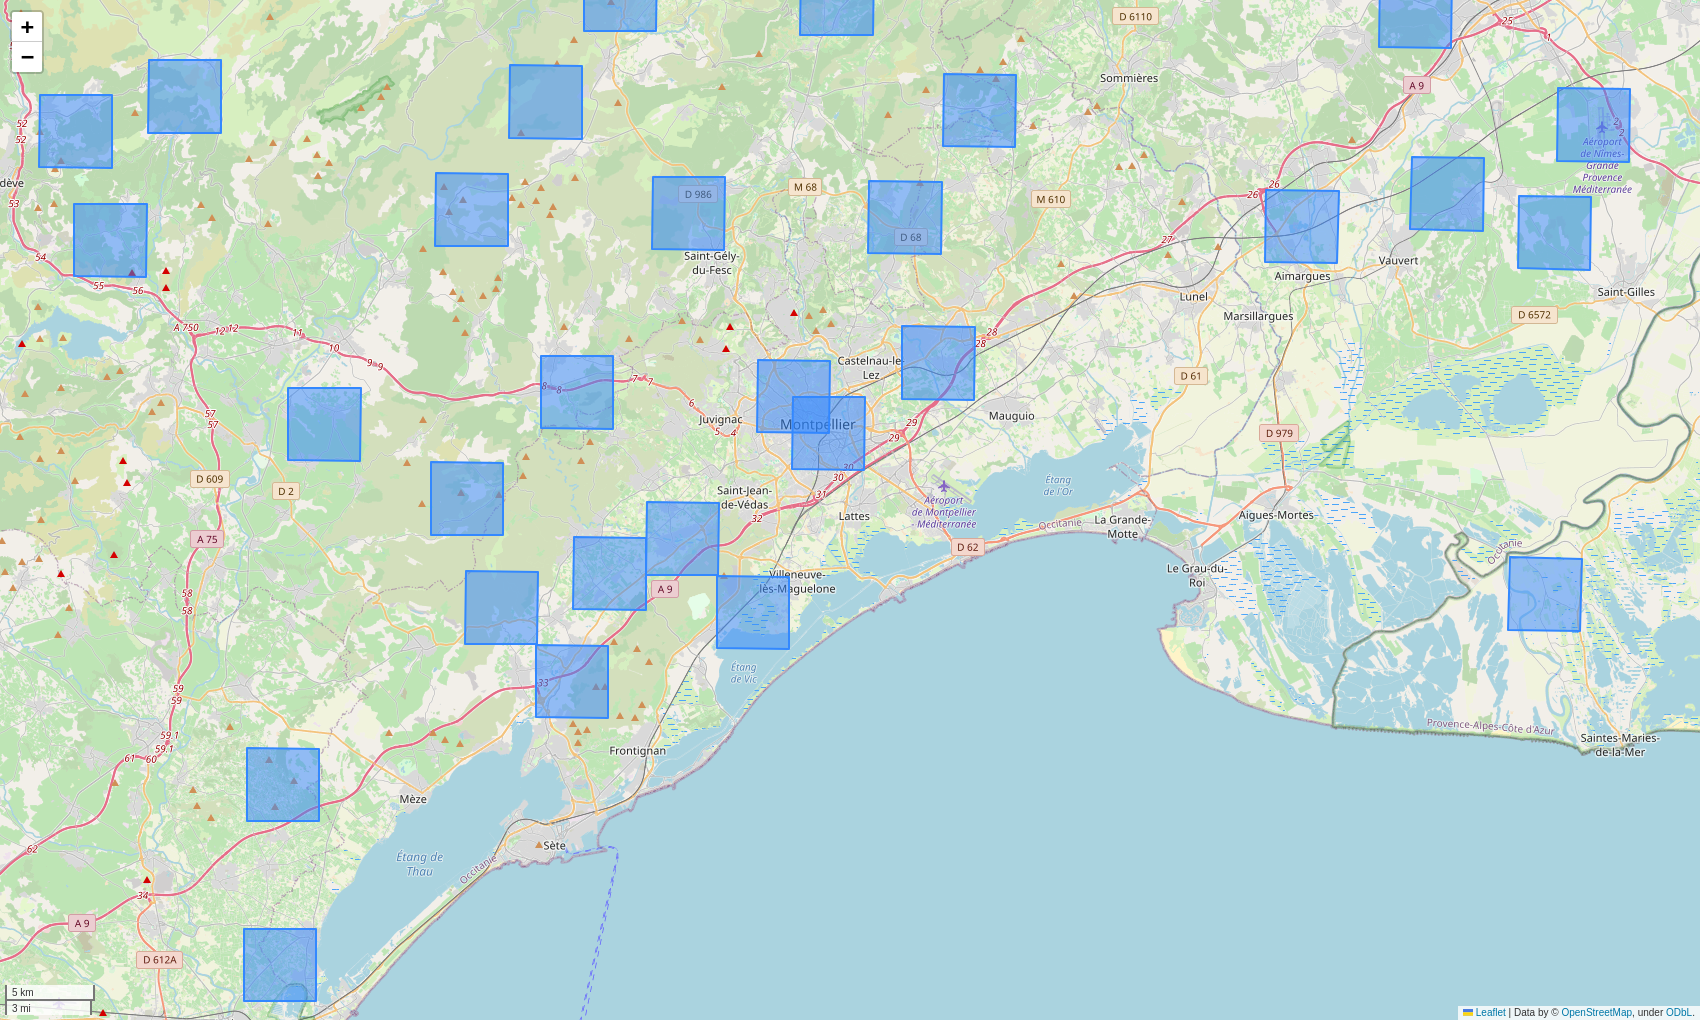 +
−
D 6110
25
1
Sommières
A 9
52
52
2
2
Aéroport
de Nîmes-
Grande
Provence
Méditerranée
dève
M 68
D 986
26
26
M 610
53
D 68
27
54
Saint-Gély-
du-Fesc
Vauvert
Aimargues
55
56
Lunel
Saint-Gilles
Marsillargues
D 6572
A 750
12 12
11
28
28
10
Castelnau-le-
Lez
9
9
D 61
8
8
7
7
6
57
57
Juvignac
5
4
Montpellier
Mauguio
29
29
D 979
30
30
D 609
D 2
Étang
de l'Or
Saint-Jean-
de-Védas
31
32
Aéroport
de Montpellier
Méditerranée
Lattes
Occitanie
La Grande-
Motte
Aigues-Mortes
A 75
D 62
Occitanie
Villeneuve-
lès-Maguelone
Le Grau-du-
Roi
A 9
58
58
Étang
de Vic
33
59
59
Provence-Alpes-Côte d'Azur
59.1
59.1
Saintes-Maries-
de-la-Mer
Frontignan
61
60
Mèze
62
Sète
Étang de
Thau
Occitanie
34
A 9
D 612A
5 km
3 mi
Leaflet | Data by © OpenStreetMap, under ODbL.